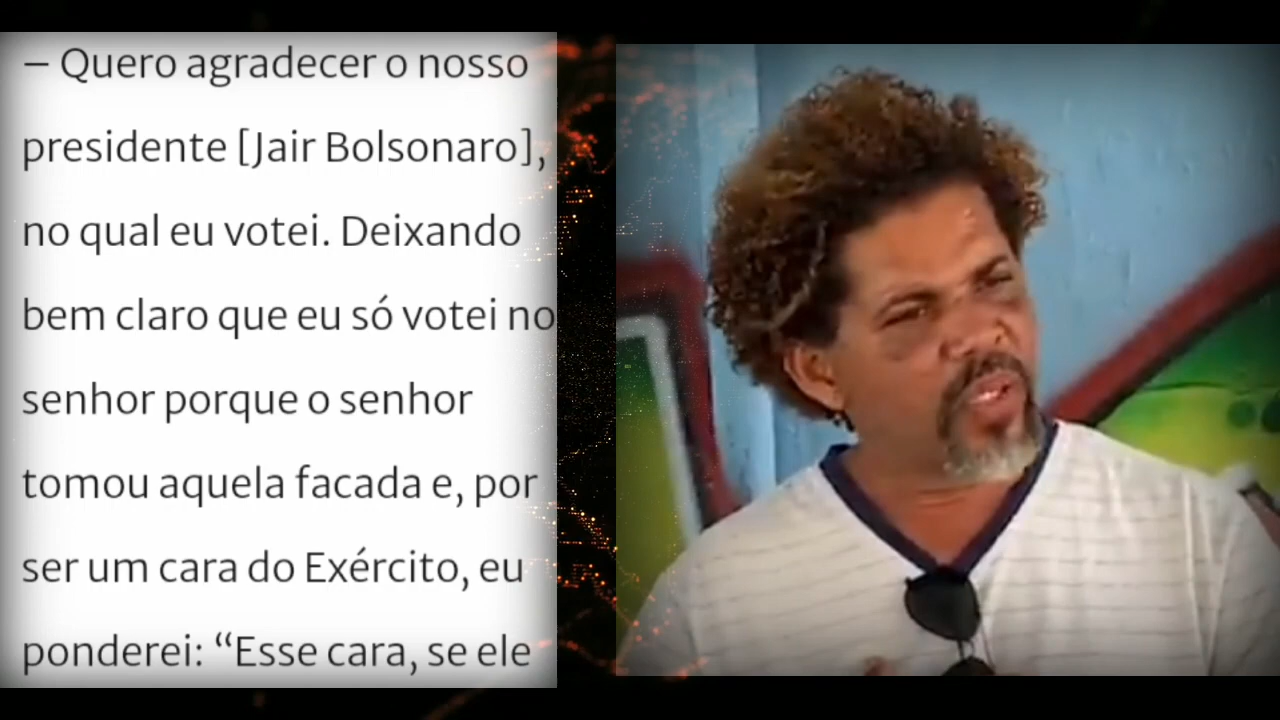 – Quero agradecer o nosso
presidente [Jair Bolsonaro],
no qual eu votei. Deixando
bem claro que eu só votei no
senhor porque o senhor
tomou aquela facada e, por
ser um cara do Exército, eu
ponderei: “Esse cara, se ele